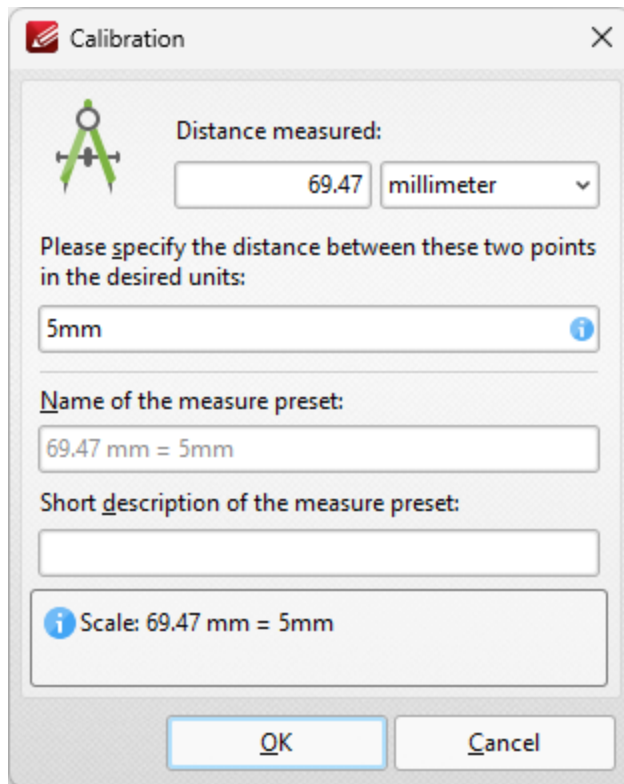 Calibration
Distance measured:
69.47 millimeter
Please specify the distance between these two points
in the desired units:
5mm
Name of the measure preset:
69.47 mm = 5mm
Short description of the measure preset:
Scale: 69.47 mm = 5mm
OK Cancel